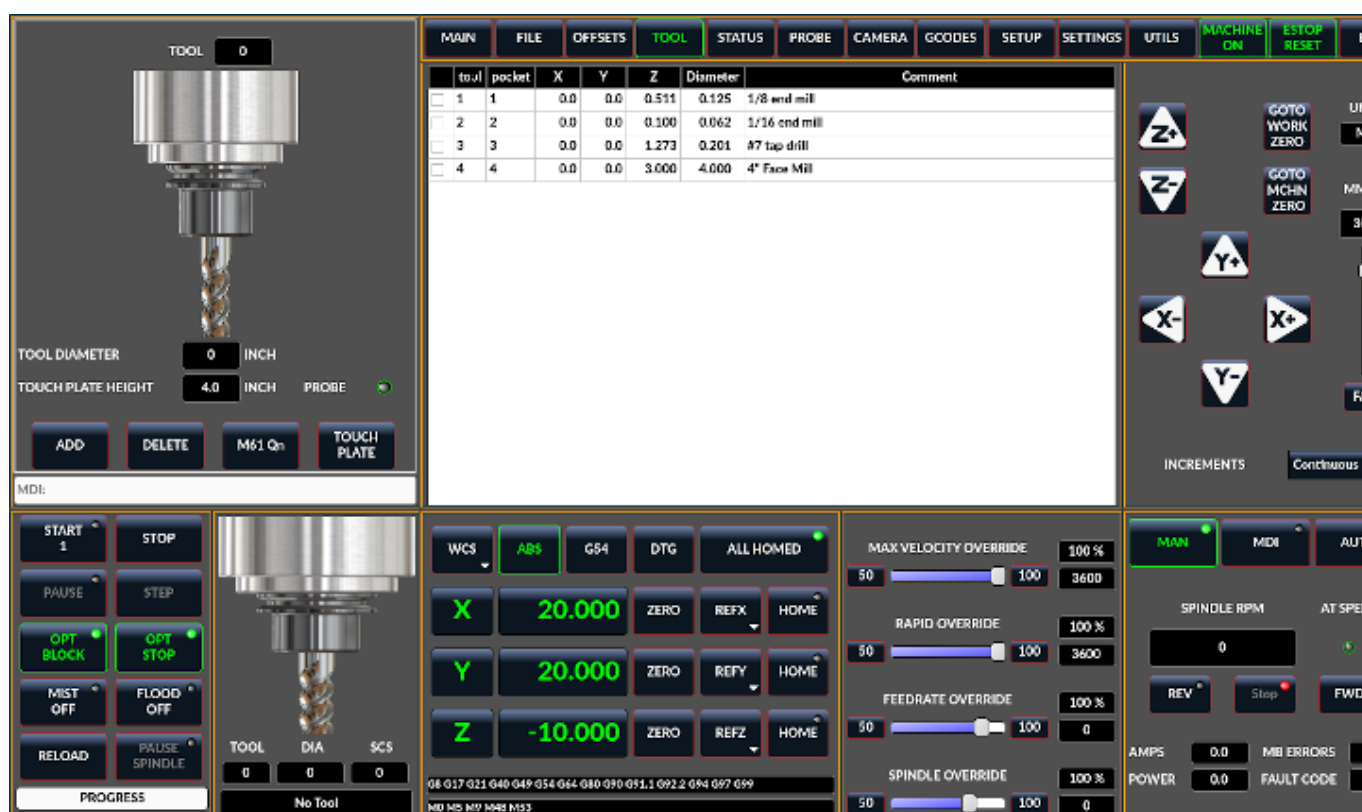 TOOL 0
TOOL DIAMETER 0 INCH
TOUCH PLATE HEIGHT 4.0 INCH PROBE
ADD DELETE M61 Qn TOUCH PLATE
MDI:
MAIN FILE OFFSETS TOOL STATUS PROBE CAMERA GCODES SETUP SETTINGS UTILS MACHINE ON ESTOP RESET
tool pocket X Y Z Diameter Comment
1 1 0.0 0.0 0.511 0.125 1/8 end mill
2 2 0.0 0.0 0.100 0.062 1/16 end mill
3 3 0.0 0.0 1.273 0.201 #7 tap drill
4 4 0.0 0.0 3.000 4.000 4" Face Mill
Z+ GOTO WORK ZERO
Z- GOTO MCHN ZERO
Y+
X- X+
Y-
INCREMENTS Continuous
START 1 STOP
PAUSE STEP
OPT BLOCK OPT STOP
MIST OFF FLOOD OFF
RELOAD PAUSE SPINDLE
PROGRESS
TOOL DIA SCS
0 0 0
No Tool
WCS ABS G54 DTG ALL HOMED
X 20.000 ZERO REFX HOME
Y 20.000 ZERO REFY HOME
Z -10.000 ZERO REFZ HOME
G8 G17 G21 G40 G49 G54 G64 G80 G90 G91.1 G92.2 G94 G97 G99
M0 M5 M9 M48 M53
MAX VELOCITY OVERRIDE 100 %
50 100 3600
RAPID OVERRIDE 100 %
50 100 3600
FEEDRATE OVERRIDE 100 %
50 100 0
SPINDLE OVERRIDE 100 %
50 100 0
MAN MDI
SPINDLE RPM
0
REV Stop FWD
AMPS 0.0 MB ERRORS
POWER 0.0 FAULT CODE